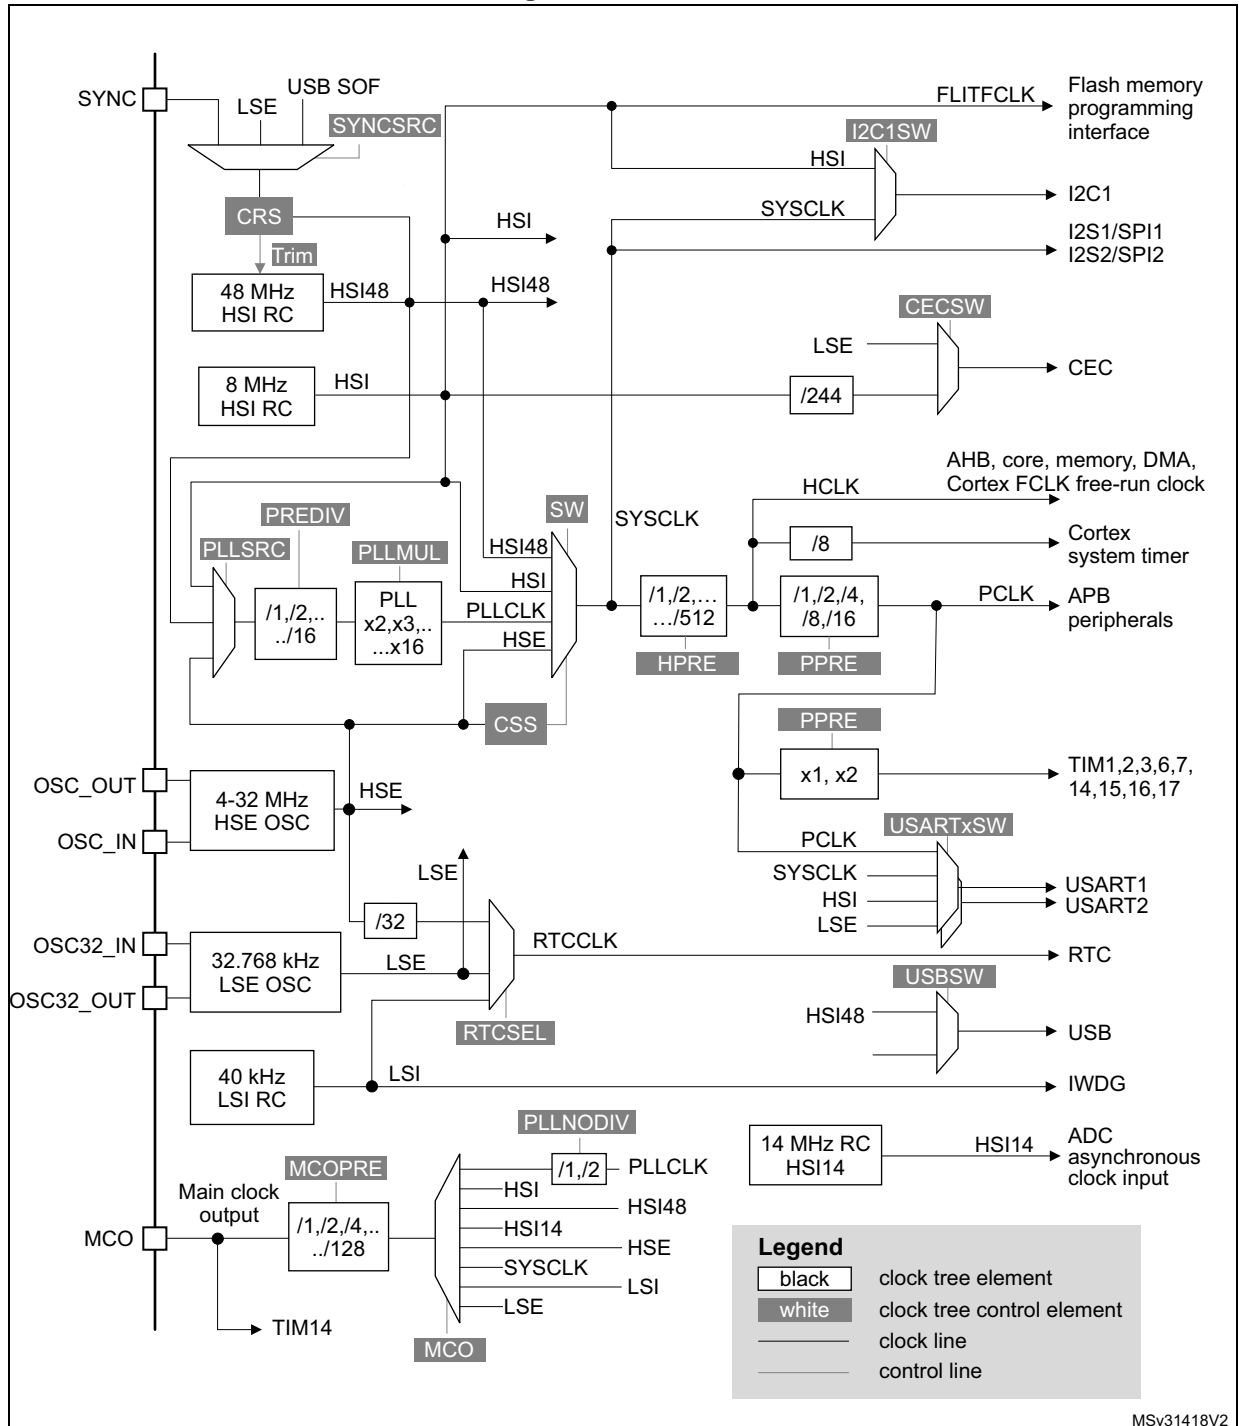 SYNC
LSE
USB SOF
SYNCSRC
CRS
Trim
48 MHz
HSI RC
HSI48
HSI48
HSI
8 MHz
HSI RC
HSI
FLITFCLK
Flash memory
programming
interface
I2C1SW
HSI
SYSCLK
I2C1
I2S1/SPI1
I2S2/SPI2
CECSW
LSE
/244
CEC
AHB, core, memory, DMA,
Cortex FCLK free-run clock
HCLK
/8
Cortex
system timer
PLLSRC
PREDIV
/1,/2,..
../16
PLLMUL
PLL
x2,x3,..
...x16
SW
HSI48
HSI
PLLCLK
HSE
SYSCLK
/1,/2,…
…/512
HPRE
/1,/2,/4,
/8,/16
PPRE
PCLK
APB
peripherals
CSS
PPRE
x1, x2
TIM1,2,3,6,7,
14,15,16,17
OSC_OUT
OSC_IN
4-32 MHz
HSE OSC
HSE
USARTxSW
PCLK
SYSCLK
HSI
LSE
USART1
USART2
LSE
/32
OSC32_IN
OSC32_OUT
32.768 kHz
LSE OSC
LSE
RTCCLK
RTC
RTCSEL
USBSW
HSI48
USB
40 kHz
LSI RC
LSI
IWDG
14 MHz RC
HSI14
HSI14
ADC
asynchronous
clock input
PLLNODIV
/1,/2
PLLCLK
HSI
HSI48
HSI14
HSE
SYSCLK
LSI
LSE
MCO
MCOPRE
/1,/2,/4,..
../128
Main clock
output
MCO
TIM14
Legend
black
clock tree element
white
clock tree control element
clock line
control line
MSv31418V2